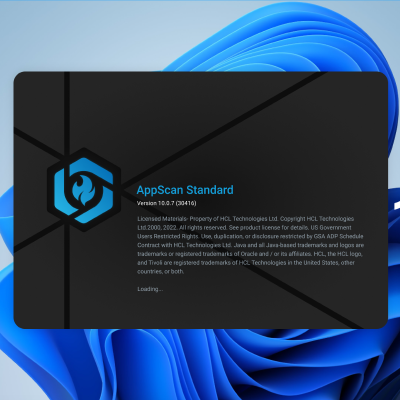 AppScan Standard
Version 10.0.7 (30416)
Licensed Materials- Property of HCL Technologies Ltd. Copyright HCL Technologies
Ltd.2000, 2022. All rights reserved. See product license for details. US Government
Users Restricted Rights. Use, duplication, or disclosure restricted by GSA ADP Schedule
Contract with HCL Technologies Ltd. Java and all Java-based trademarks and logos are
trademarks or registered trademarks of Oracle and / or its affiliates. HCL, the HCL logo,
and Tivoli are registered trademarks of HCL Technologies in the United States, other
countries, or both.
Loading...